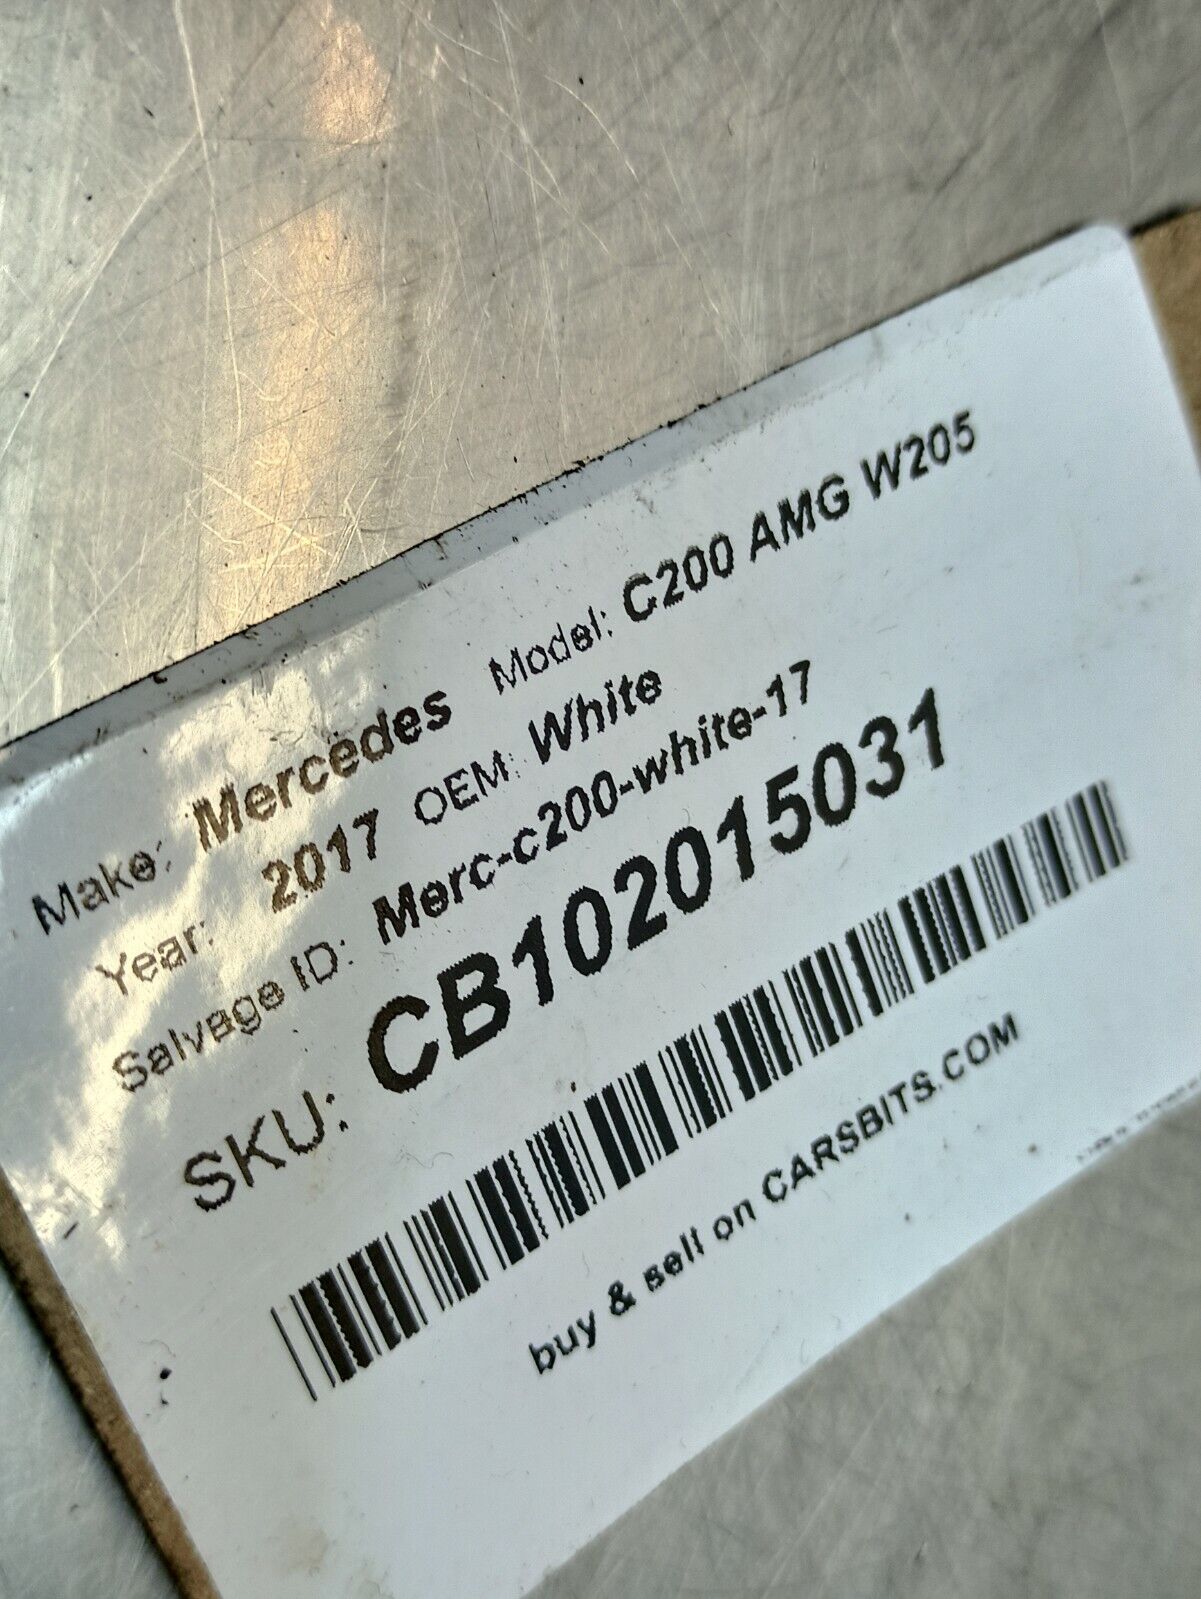 Make: Mercedes Model: C200 AMG W205
Year: 2017 OEM: White
Salvage ID: Merc-c200-white-17
SKU: CB102015031
buy & sell on CARSBITS.COM